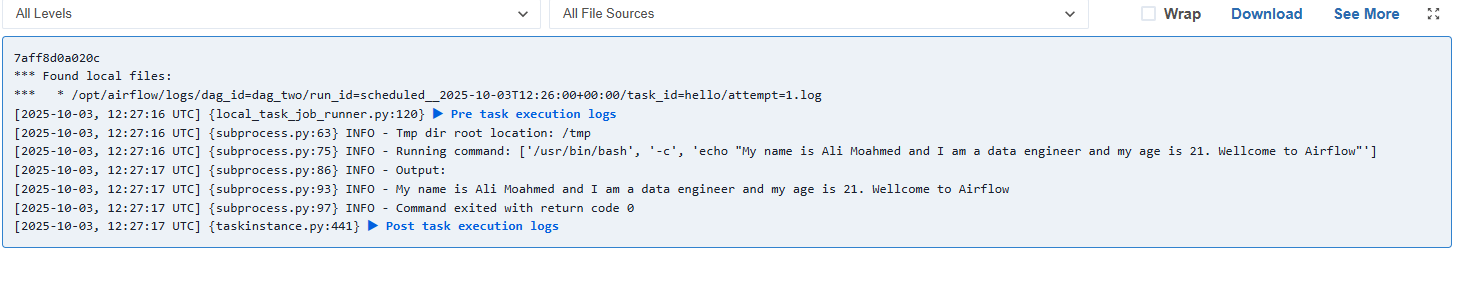 All Levels All File Sources Wrap Download See More
7aff8d0a020c
*** Found local files:
***   * /opt/airflow/logs/dag_id=dag_two/run_id=scheduled__2025-10-03T12:26:00+00:00/task_id=hello/attempt=1.log
[2025-10-03, 12:27:16 UTC] {local_task_job_runner.py:120} ▶ Pre task execution logs
[2025-10-03, 12:27:16 UTC] {subprocess.py:63} INFO - Tmp dir root location: /tmp
[2025-10-03, 12:27:16 UTC] {subprocess.py:75} INFO - Running command: ['/usr/bin/bash', '-c', 'echo "My name is Ali Moahmed and I am a data engineer and my age is 21. Wellcome to Airflow"']
[2025-10-03, 12:27:17 UTC] {subprocess.py:86} INFO - Output:
[2025-10-03, 12:27:17 UTC] {subprocess.py:93} INFO - My name is Ali Moahmed and I am a data engineer and my age is 21. Wellcome to Airflow
[2025-10-03, 12:27:17 UTC] {subprocess.py:97} INFO - Command exited with return code 0
[2025-10-03, 12:27:17 UTC] {taskinstance.py:441} ▶ Post task execution logs